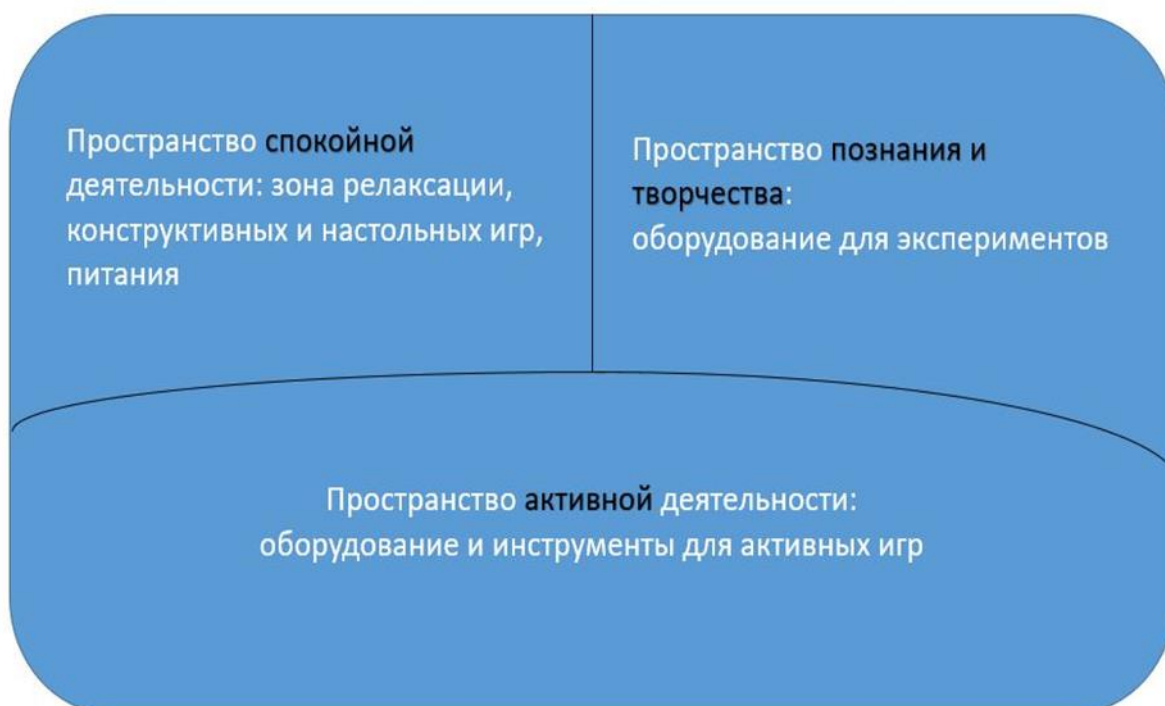 Пространство спокойной
деятельности: зона релаксации,
конструктивных и настольных игр,
питания
Пространство познания и
творчества:
оборудование для экспериментов
Пространство активной деятельности:
оборудование и инструменты для активных игр